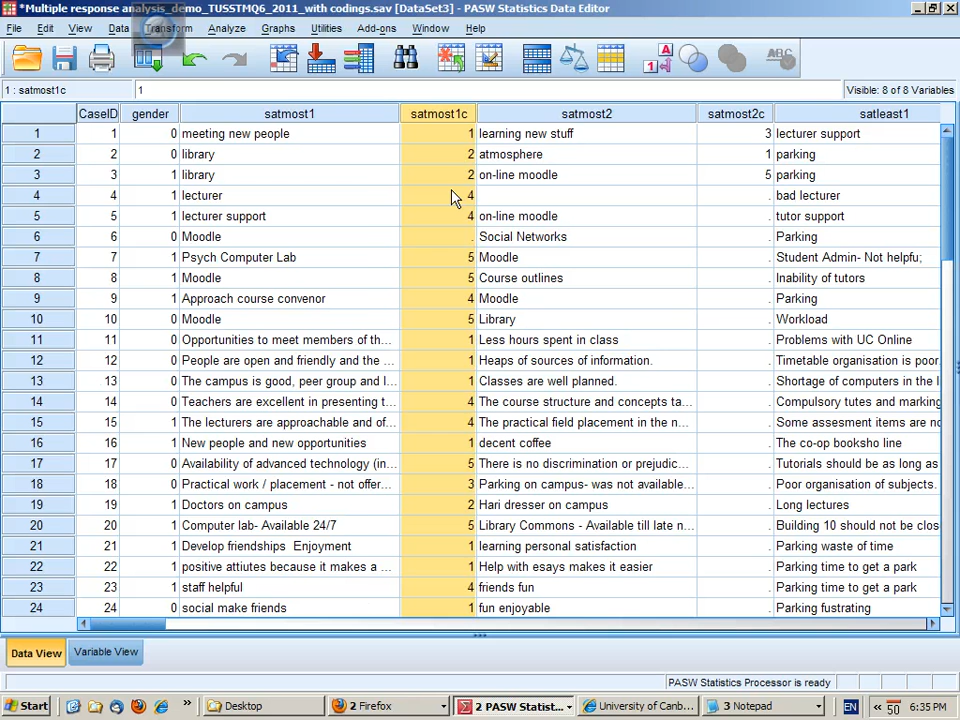 *Multiple response analysis_demo_TUSSTMQ6_2011_with codings.sav [DataSet3] - PASW Statistics Data Editor
File Edit View Data Transform Analyze Graphs Utilities Add-ons Window Help
1 A
ABC
1 : satmost1c 1 Visible: 8 of 8 Variables
CaseID gender satmost1 satmost1c satmost2 satmost2c satleast1
1 1 0 meeting new people 1 learning new stuff 3 lecturer support
2 2 0 library 2 atmosphere 1 parking
3 3 1 library 2 on-line moodle 5 parking
4 4 1 lecturer 4 . bad lecturer
5 5 1 lecturer support 4 on-line moodle . tutor support
6 6 0 Moodle . Social Networks . Parking
7 7 1 Psych Computer Lab 5 Moodle . Student Admin- Not helpfu;
8 8 1 Moodle 5 Course outlines . Inability of tutors
9 9 1 Approach course convenor 4 Moodle . Parking
10 10 0 Moodle 5 Library . Workload
11 11 0 Opportunities to meet members of th... 1 Less hours spent in class . Problems with UC Online
12 12 0 People are open and friendly and the ... 1 Heaps of sources of information. . Timetable organisation is poor.
13 13 0 The campus is good, peer group and l... 1 Classes are well planned. . Shortage of computers in the l
14 14 0 Teachers are excellent in presenting t... 4 The course structure and concepts ta... . Compulsory tutes and marking
15 15 1 The lecturers are approachable and of... 4 The practical field placement in the n... . Some assesment items are no
16 16 1 New people and new opportunities 1 decent coffee . The co-op booksho line
17 17 0 Availability of advanced technology (in... 5 There is no discrimination or prejudic... . Tutorials should be as long as
18 18 0 Practical work / placement - not offer... 3 Parking on campus- was not available... . Poor organisation of subjects.
19 19 1 Doctors on campus 2 Hari dresser on campus . Long lectures
20 20 1 Computer lab- Available 24/7 5 Library Commons - Available till late n... . Building 10 should not be clos
21 21 1 Develop friendships  Enjoyment 1 learning personal satisfaction . Parking waste of time
22 22 1 positive attiutes because it makes a ... 1 Help with esays makes it easier . Parking time to get a park
23 23 1 staff helpful 4 friends fun . Parking time to get a park
24 24 0 social make friends 1 fun enjoyable . Parking fustrating
Data View Variable View
PASW Statistics Processor is ready
Start » Desktop 2 Firefox 2 PASW Statist... University of Canb... 3 Notepad EN « 50 6:35 PM